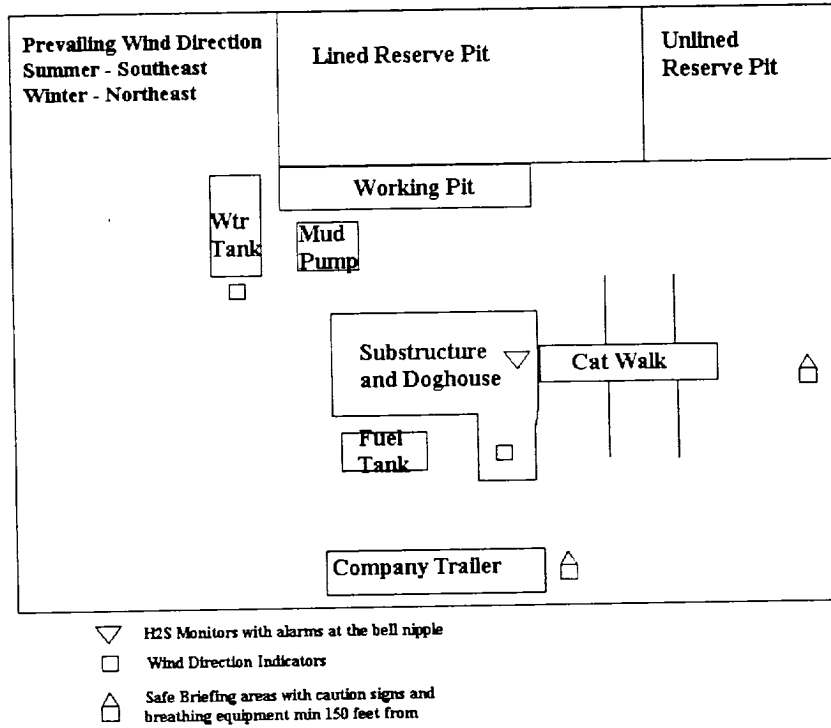 Prevailing Wind Direction
Summer - Southeast
Winter - Northeast
Lined Reserve Pit
Unlined
Reserve Pit
Working Pit
Wtr
Tank
Mud
Pump
Substructure
and Doghouse
Cat Walk
Fuel
Tank
Company Trailer
H2S Monitors with alarms at the bell nipple
Wind Direction Indicators
Safe Briefing areas with caution signs and
breathing equipment min 150 feet from